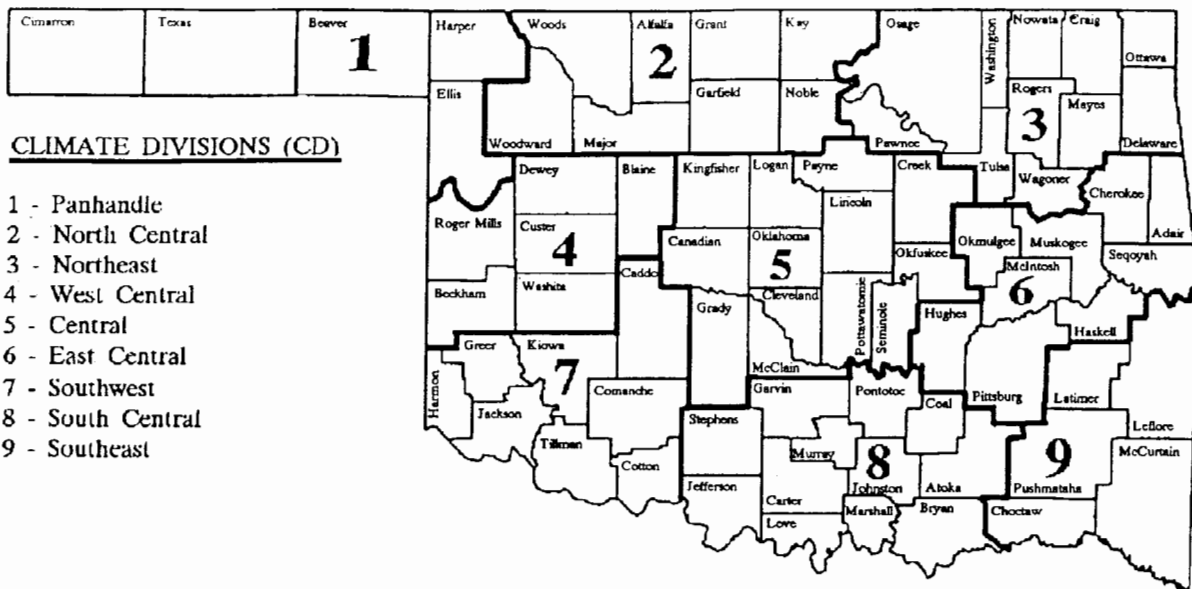 Cimarron
Texas
Beaver
1
Harper
Woods
Alfalfa
2
Grant
Kay
Osage
Washington
Nowata
Craig
Ottawa
Ellis
Woodward
Major
Garfield
Noble
Pawnee
Rogers
3
Mayes
Delaware
CLIMATE DIVISIONS (CD)
1 - Panhandle
2 - North Central
3 - Northeast
4 - West Central
5 - Central
6 - East Central
7 - Southwest
8 - South Central
9 - Southeast
Dewey
Blaine
Kingfisher
Logan
Payne
Creek
Tulsa
Wagoner
Cherokee
Adair
Roger Mills
Custer
4
Lincoln
Canadian
Oklahoma
5
Okfuskee
Okmulgee
Muskogee
Seqoyah
McIntosh
6
Beckham
Washita
Caddo
Grady
Cleveland
Pottawatomie
Seminole
Hughes
Haskell
McClain
Harmon
Greer
Kiowa
7
Jackson
Comanche
Tillman
Cotton
Stephens
Garvin
Pontotoc
Coal
Pittsburg
Latimer
Leflore
McCurtain
Murray
8
9
Jefferson
Carter
Johnston
Atoka
Pushmataha
Love
Marshall
Bryan
Choctaw